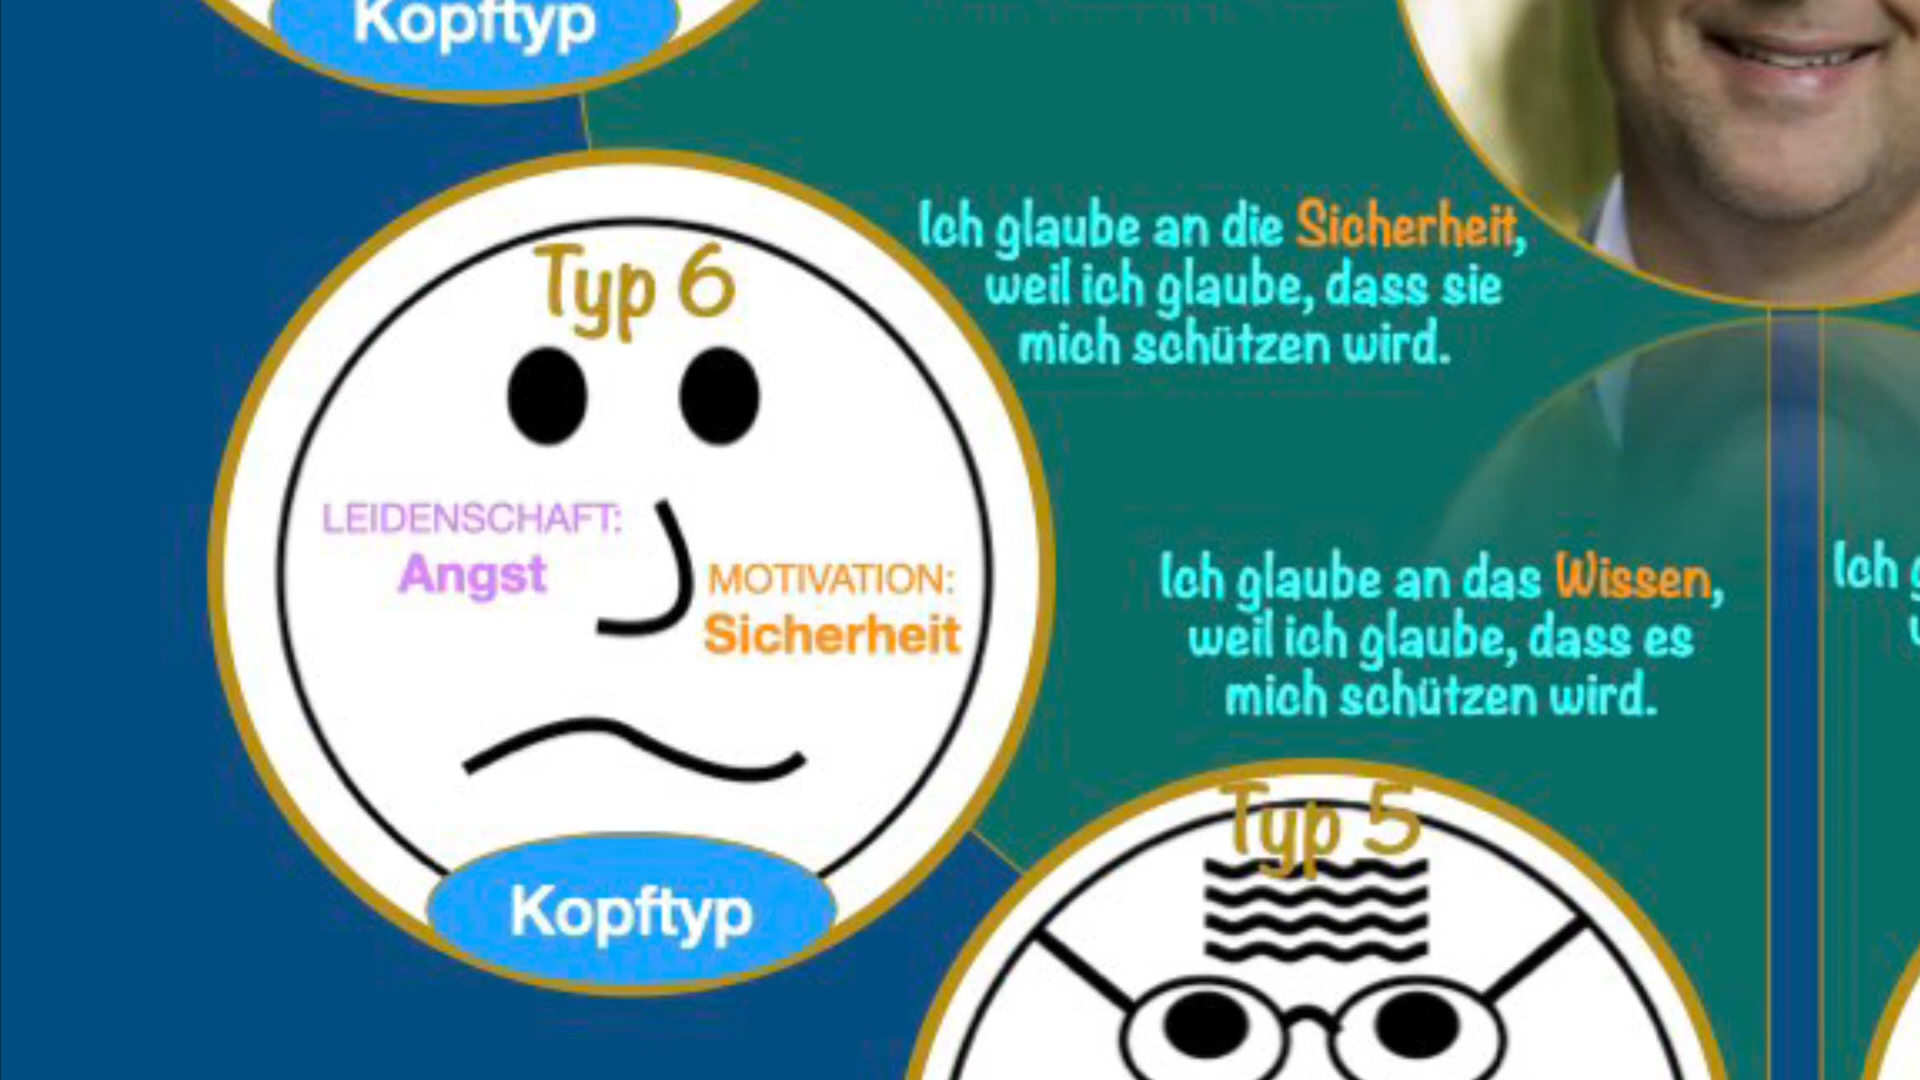 Kopftyp
Typ 6
LEIDENSCHAFT:
Angst
MOTIVATION:
Sicherheit
Kopftyp
Ich glaube an die Sicherheit,
weil ich glaube, dass sie
mich schützen wird.
Ich glaube an das Wissen,
weil ich glaube, dass es
mich schützen wird.
Typ 5
Ich